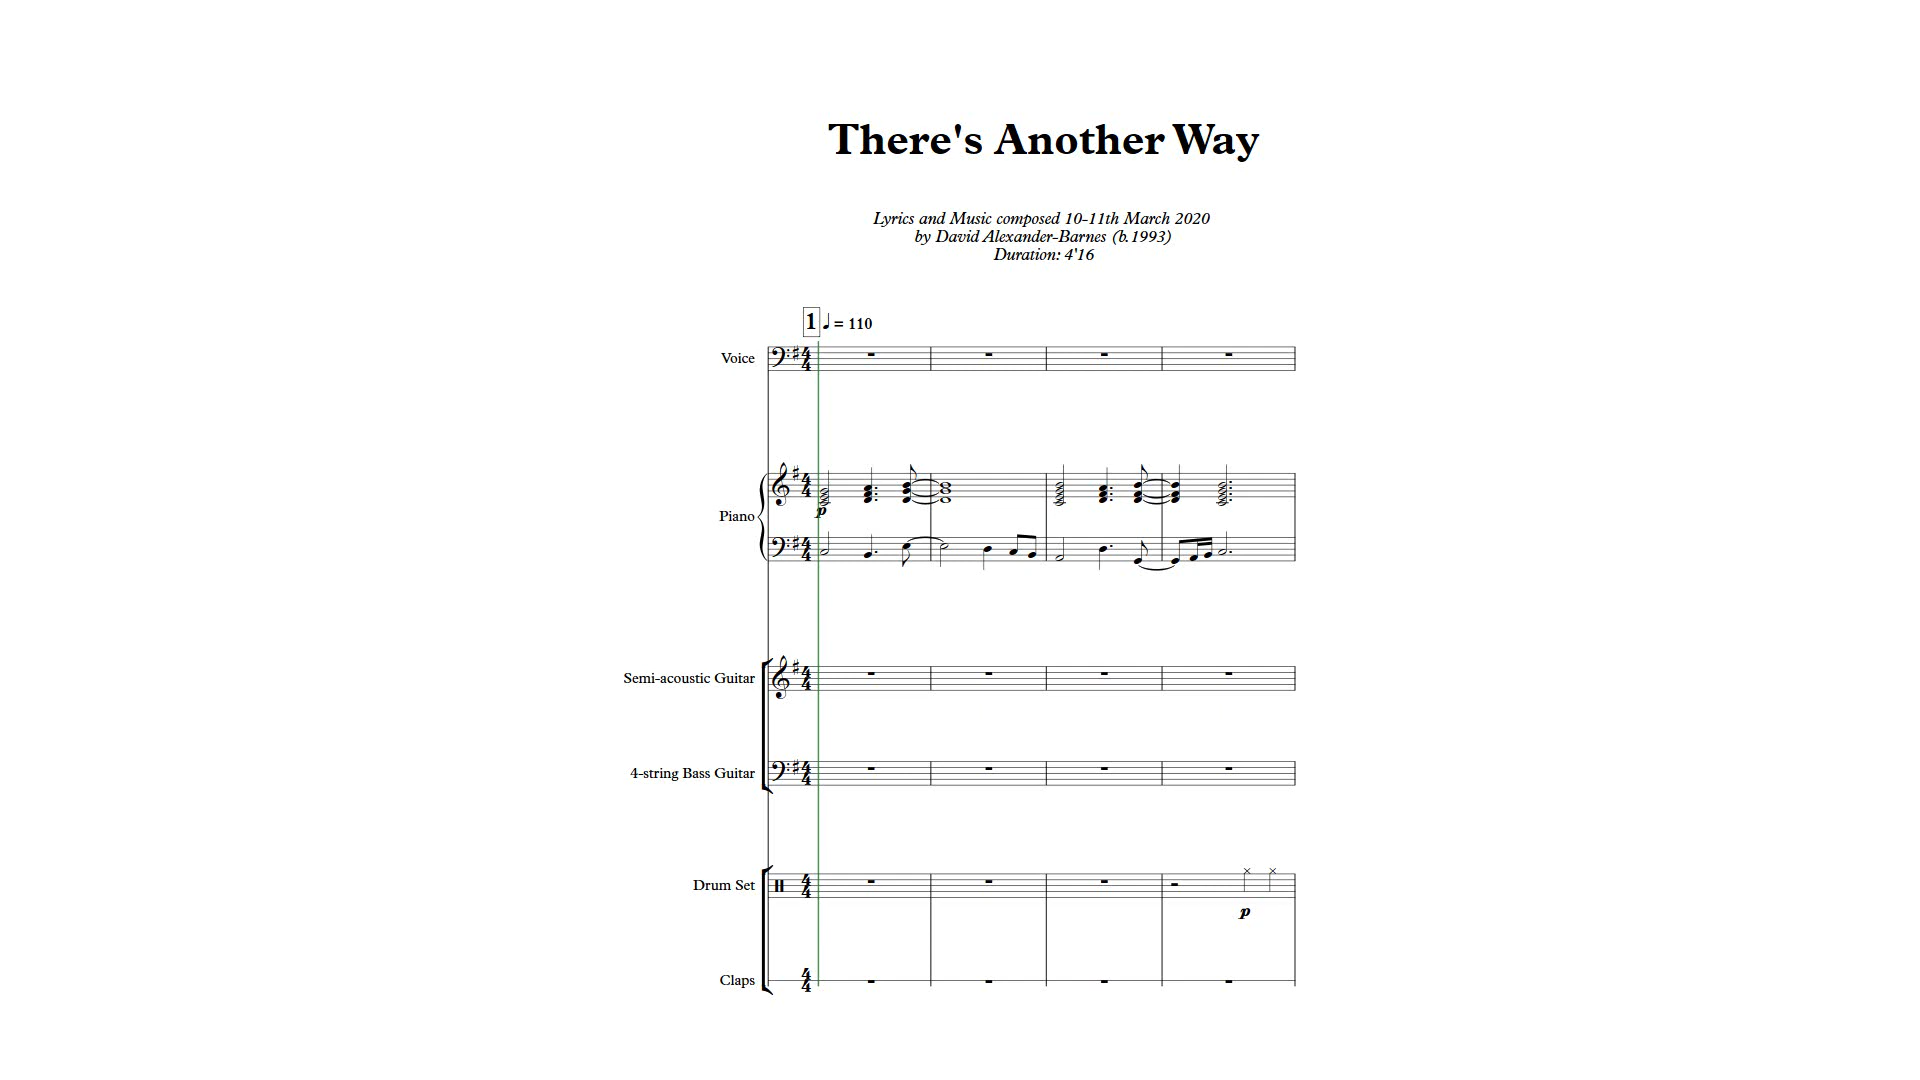 There's Another Way
Lyrics and Music composed 10-11th March 2020
by David Alexander-Barnes (b.1993)
Duration: 4'16
1 ♩ = 110
Voice
Piano
p
Semi-acoustic Guitar
4-string Bass Guitar
Drum Set
p
Claps